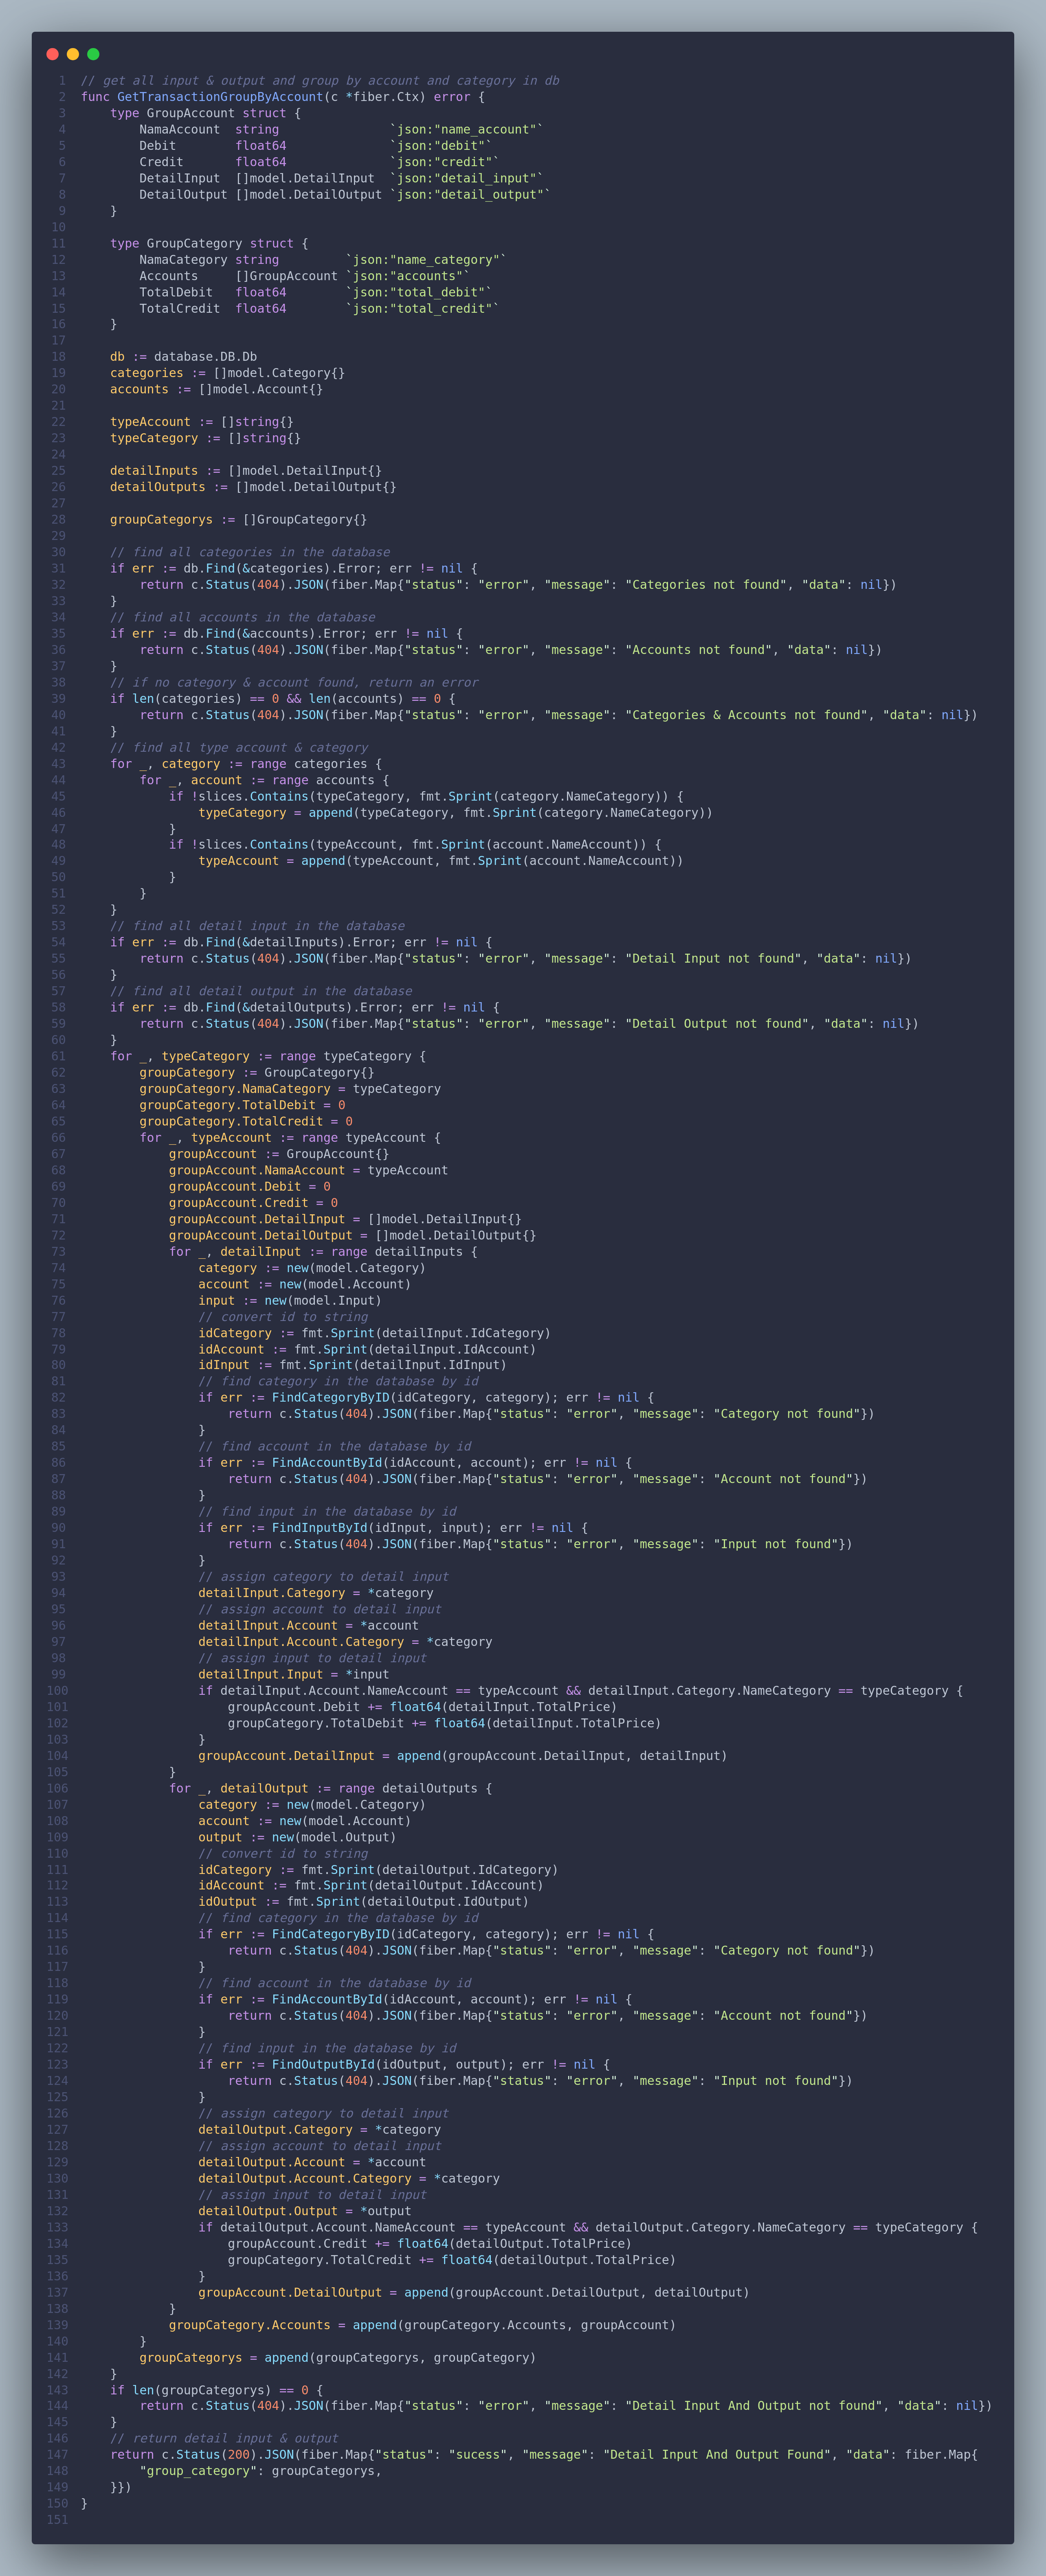 1 // get all input & output and group by account and category in db
2 func GetTransactionGroupByAccount(c *fiber.Ctx) error {
3     type GroupAccount struct {
4         NamaAccount  string               `json:"name_account"`
5         Debit        float64              `json:"debit"`
6         Credit       float64              `json:"credit"`
7         DetailInput  []model.DetailInput  `json:"detail_input"`
8         DetailOutput []model.DetailOutput `json:"detail_output"`
9     }
10
11     type GroupCategory struct {
12         NamaCategory string         `json:"name_category"`
13         Accounts     []GroupAccount `json:"accounts"`
14         TotalDebit   float64        `json:"total_debit"`
15         TotalCredit  float64        `json:"total_credit"`
16     }
17
18     db := database.DB.Db
19     categories := []model.Category{}
20     accounts := []model.Account{}
21
22     typeAccount := []string{}
23     typeCategory := []string{}
24
25     detailInputs := []model.DetailInput{}
26     detailOutputs := []model.DetailOutput{}
27
28     groupCategorys := []GroupCategory{}
29
30     // find all categories in the database
31     if err := db.Find(&categories).Error; err != nil {
32         return c.Status(404).JSON(fiber.Map{"status": "error", "message": "Categories not found", "data": nil})
33     }
34     // find all accounts in the database
35     if err := db.Find(&accounts).Error; err != nil {
36         return c.Status(404).JSON(fiber.Map{"status": "error", "message": "Accounts not found", "data": nil})
37     }
38     // if no category & account found, return an error
39     if len(categories) == 0 && len(accounts) == 0 {
40         return c.Status(404).JSON(fiber.Map{"status": "error", "message": "Categories & Accounts not found", "data": nil})
41     }
42     // find all type account & category
43     for _, category := range categories {
44         for _, account := range accounts {
45             if !slices.Contains(typeCategory, fmt.Sprint(category.NameCategory)) {
46                 typeCategory = append(typeCategory, fmt.Sprint(category.NameCategory))
47             }
48             if !slices.Contains(typeAccount, fmt.Sprint(account.NameAccount)) {
49                 typeAccount = append(typeAccount, fmt.Sprint(account.NameAccount))
50             }
51         }
52     }
53     // find all detail input in the database
54     if err := db.Find(&detailInputs).Error; err != nil {
55         return c.Status(404).JSON(fiber.Map{"status": "error", "message": "Detail Input not found", "data": nil})
56     }
57     // find all detail output in the database
58     if err := db.Find(&detailOutputs).Error; err != nil {
59         return c.Status(404).JSON(fiber.Map{"status": "error", "message": "Detail Output not found", "data": nil})
60     }
61     for _, typeCategory := range typeCategory {
62         groupCategory := GroupCategory{}
63         groupCategory.NamaCategory = typeCategory
64         groupCategory.TotalDebit = 0
65         groupCategory.TotalCredit = 0
66         for _, typeAccount := range typeAccount {
67             groupAccount := GroupAccount{}
68             groupAccount.NamaAccount = typeAccount
69             groupAccount.Debit = 0
70             groupAccount.Credit = 0
71             groupAccount.DetailInput = []model.DetailInput{}
72             groupAccount.DetailOutput = []model.DetailOutput{}
73             for _, detailInput := range detailInputs {
74                 category := new(model.Category)
75                 account := new(model.Account)
76                 input := new(model.Input)
77                 // convert id to string
78                 idCategory := fmt.Sprint(detailInput.IdCategory)
79                 idAccount := fmt.Sprint(detailInput.IdAccount)
80                 idInput := fmt.Sprint(detailInput.IdInput)
81                 // find category in the database by id
82                 if err := FindCategoryByID(idCategory, category); err != nil {
83                     return c.Status(404).JSON(fiber.Map{"status": "error", "message": "Category not found"})
84                 }
85                 // find account in the database by id
86                 if err := FindAccountById(idAccount, account); err != nil {
87                     return c.Status(404).JSON(fiber.Map{"status": "error", "message": "Account not found"})
88                 }
89                 // find input in the database by id
90                 if err := FindInputById(idInput, input); err != nil {
91                     return c.Status(404).JSON(fiber.Map{"status": "error", "message": "Input not found"})
92                 }
93                 // assign category to detail input
94                 detailInput.Category = *category
95                 // assign account to detail input
96                 detailInput.Account = *account
97                 detailInput.Account.Category = *category
98                 // assign input to detail input
99                 detailInput.Input = *input
100                 if detailInput.Account.NameAccount == typeAccount && detailInput.Category.NameCategory == typeCategory {
101                     groupAccount.Debit += float64(detailInput.TotalPrice)
102                     groupCategory.TotalDebit += float64(detailInput.TotalPrice)
103                 }
104                 groupAccount.DetailInput = append(groupAccount.DetailInput, detailInput)
105             }
106             for _, detailOutput := range detailOutputs {
107                 category := new(model.Category)
108                 account := new(model.Account)
109                 output := new(model.Output)
110                 // convert id to string
111                 idCategory := fmt.Sprint(detailOutput.IdCategory)
112                 idAccount := fmt.Sprint(detailOutput.IdAccount)
113                 idOutput := fmt.Sprint(detailOutput.IdOutput)
114                 // find category in the database by id
115                 if err := FindCategoryByID(idCategory, category); err != nil {
116                     return c.Status(404).JSON(fiber.Map{"status": "error", "message": "Category not found"})
117                 }
118                 // find account in the database by id
119                 if err := FindAccountById(idAccount, account); err != nil {
120                     return c.Status(404).JSON(fiber.Map{"status": "error", "message": "Account not found"})
121                 }
122                 // find input in the database by id
123                 if err := FindOutputById(idOutput, output); err != nil {
124                     return c.Status(404).JSON(fiber.Map{"status": "error", "message": "Input not found"})
125                 }
126                 // assign category to detail input
127                 detailOutput.Category = *category
128                 // assign account to detail input
129                 detailOutput.Account = *account
130                 detailOutput.Account.Category = *category
131                 // assign input to detail input
132                 detailOutput.Output = *output
133                 if detailOutput.Account.NameAccount == typeAccount && detailOutput.Category.NameCategory == typeCategory {
134                     groupAccount.Credit += float64(detailOutput.TotalPrice)
135                     groupCategory.TotalCredit += float64(detailOutput.TotalPrice)
136                 }
137                 groupAccount.DetailOutput = append(groupAccount.DetailOutput, detailOutput)
138             }
139             groupCategory.Accounts = append(groupCategory.Accounts, groupAccount)
140         }
141         groupCategorys = append(groupCategorys, groupCategory)
142     }
143     if len(groupCategorys) == 0 {
144         return c.Status(404).JSON(fiber.Map{"status": "error", "message": "Detail Input And Output not found", "data": nil})
145     }
146     // return detail input & output
147     return c.Status(200).JSON(fiber.Map{"status": "sucess", "message": "Detail Input And Output Found", "data": fiber.Map{
148         "group_category": groupCategorys,
149     }})
150 }
151